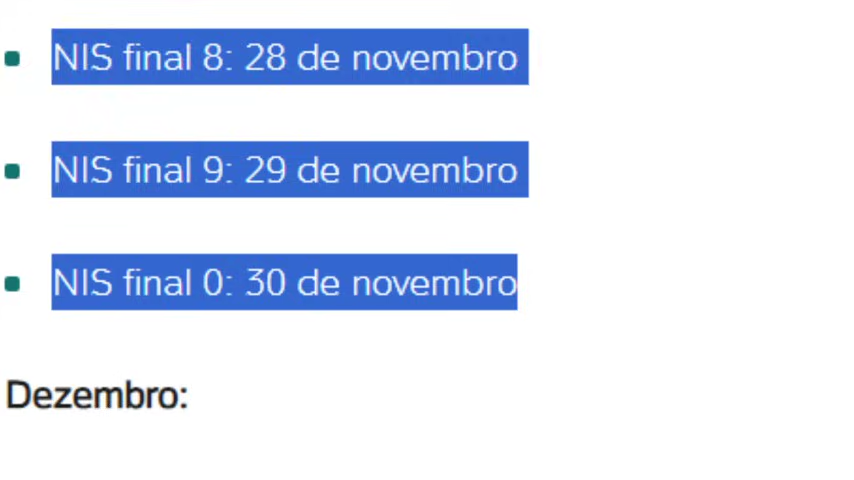 NIS final 8: 28 de novembro
NIS final 9: 29 de novembro
NIS final 0: 30 de novembro
Dezembro: